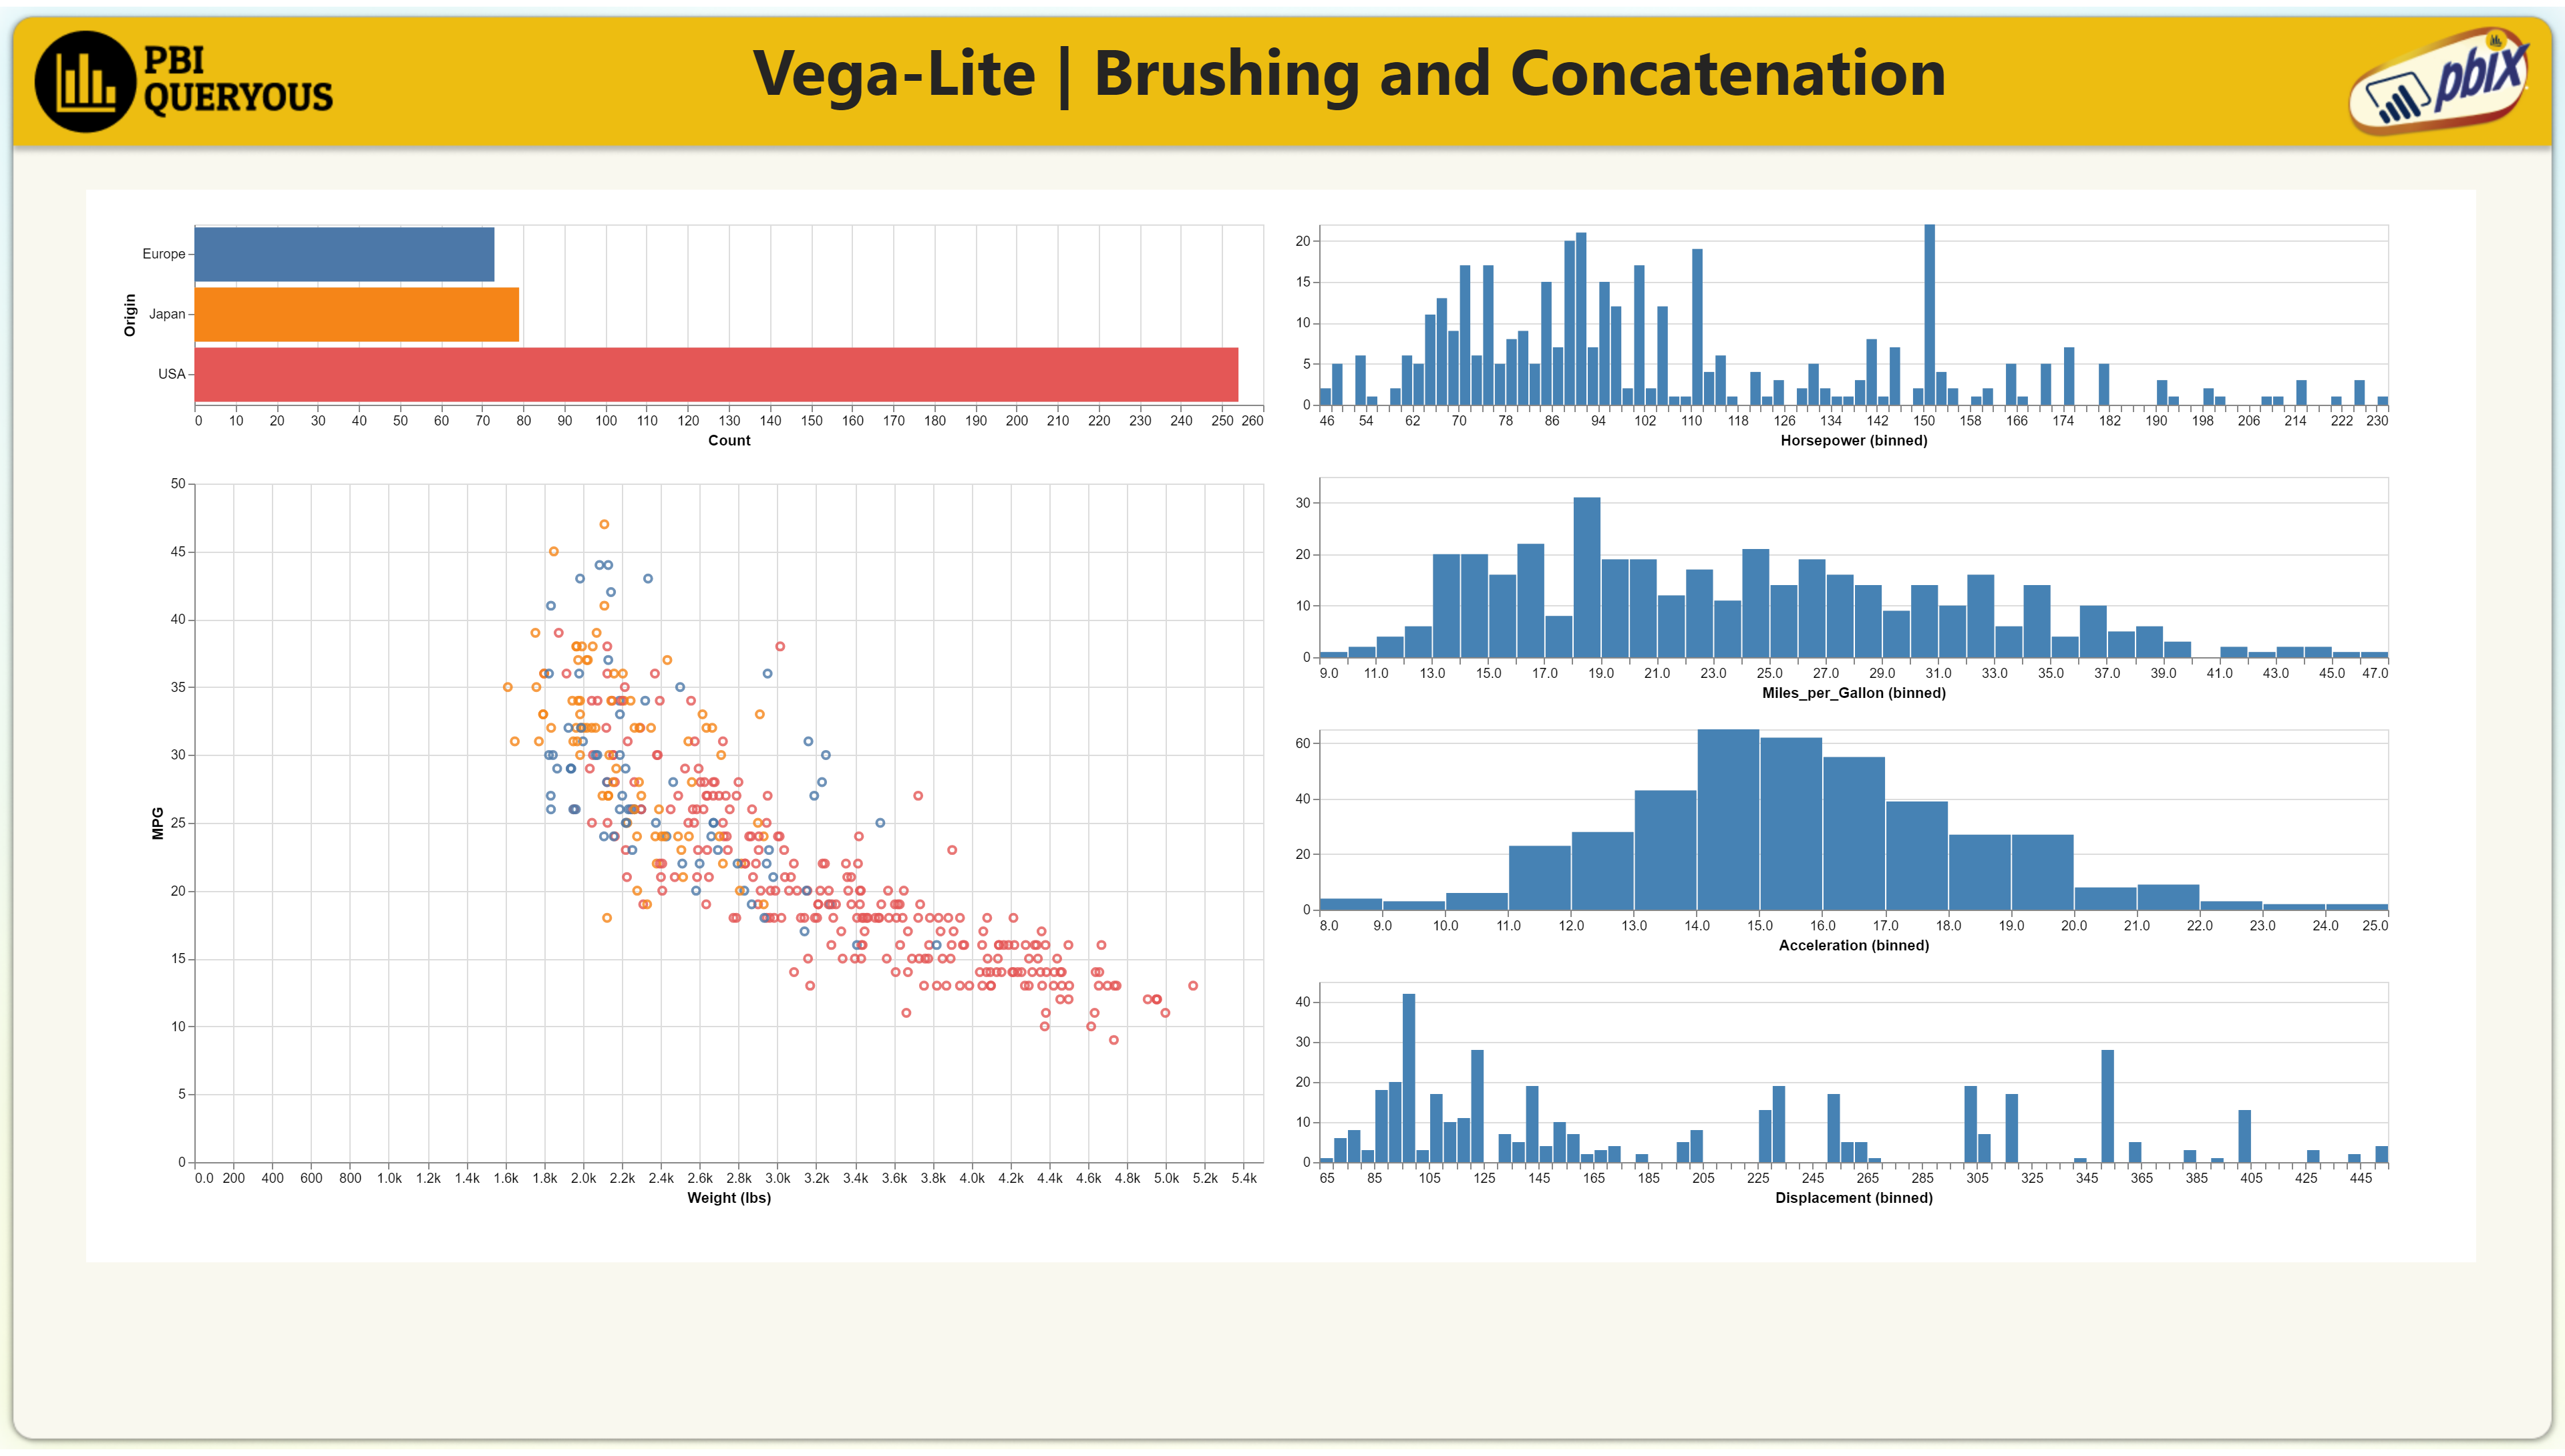 PBI
QUERYOUS
Vega-Lite | Brushing and Concatenation
pbix
Origin
Europe
Japan
USA
0 10 20 30 40 50 60 70 80 90 100 110 120 130 140 150 160 170 180 190 200 210 220 230 240 250 260
Count
MPG
50
45
40
35
30
25
20
15
10
5
0
0.0 200 400 600 800 1.0k 1.2k 1.4k 1.6k 1.8k 2.0k 2.2k 2.4k 2.6k 2.8k 3.0k 3.2k 3.4k 3.6k 3.8k 4.0k 4.2k 4.4k 4.6k 4.8k 5.0k 5.2k 5.4k
Weight (lbs)
20
15
10
5
0
46 54 62 70 78 86 94 102 110 118 126 134 142 150 158 166 174 182 190 198 206 214 222 230
Horsepower (binned)
30
20
10
0
9.0 11.0 13.0 15.0 17.0 19.0 21.0 23.0 25.0 27.0 29.0 31.0 33.0 35.0 37.0 39.0 41.0 43.0 45.0 47.0
Miles_per_Gallon (binned)
60
40
20
0
8.0 9.0 10.0 11.0 12.0 13.0 14.0 15.0 16.0 17.0 18.0 19.0 20.0 21.0 22.0 23.0 24.0 25.0
Acceleration (binned)
40
30
20
10
0
65 85 105 125 145 165 185 205 225 245 265 285 305 325 345 365 385 405 425 445
Displacement (binned)